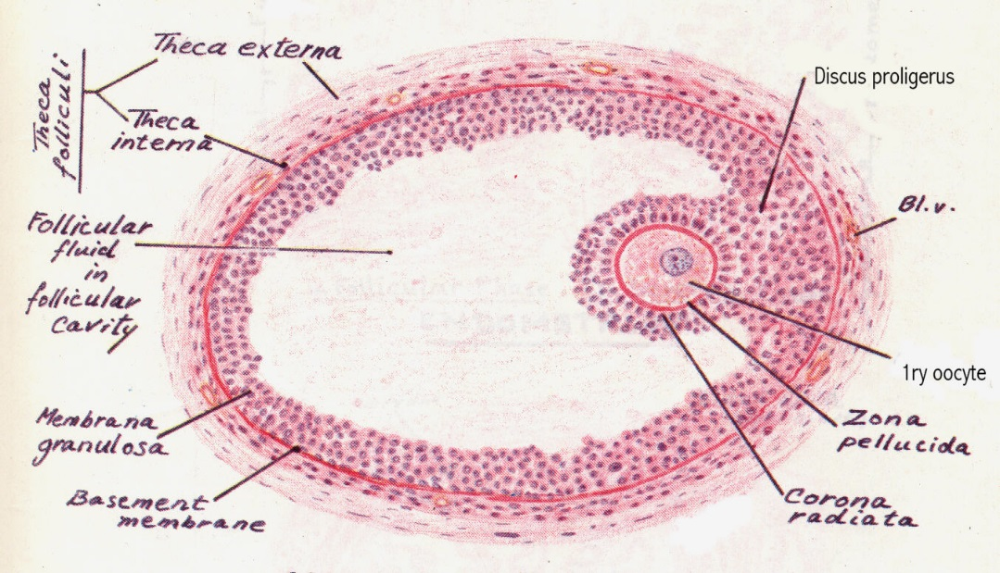 Theca externa
Theca
folliculi
Theca
interna
Follicular
fluid
in
follicular
cavity
Membrana
granulosa
Basement
membrane
Discus proligerus
Bl.v.
1ry oocyte
Zona
pellucida
Corona
radiata